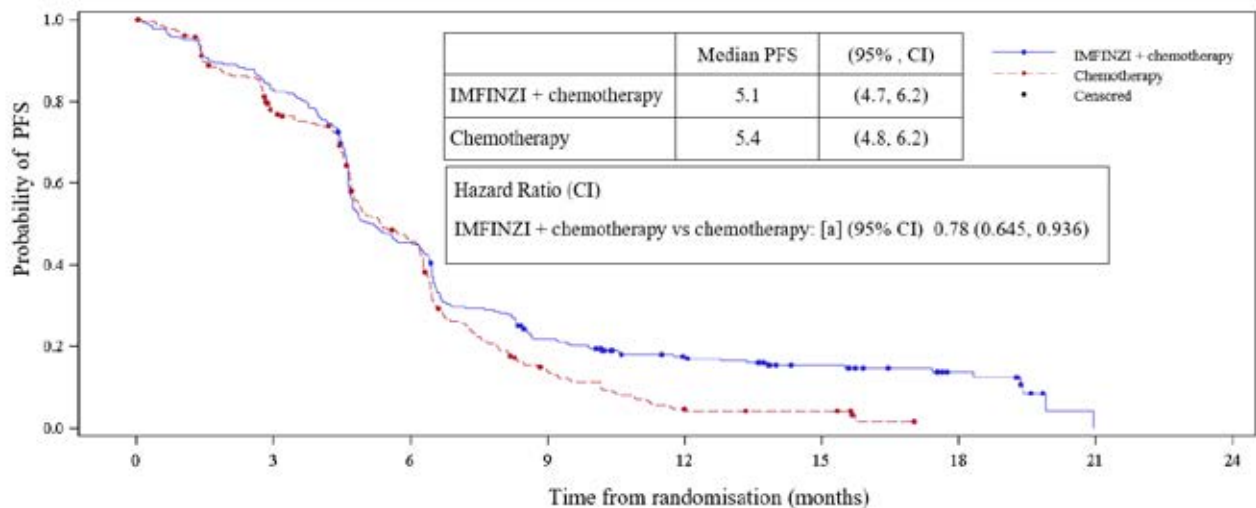 Probability of PFS
1.0
0.8
0.6
0.4
0.2
0.0
Median PFS (95% , CI)
IMFINZI + chemotherapy 5.1 (4.7, 6.2)
Chemotherapy 5.4 (4.8, 6.2)
Hazard Ratio (CI)
IMFINZI + chemotherapy vs chemotherapy: [a] (95% CI) 0.78 (0.645, 0.936)
IMFINZI + chemotherapy
Chemotherapy
Censored
0 3 6 9 12 15 18 21 24
Time from randomisation (months)